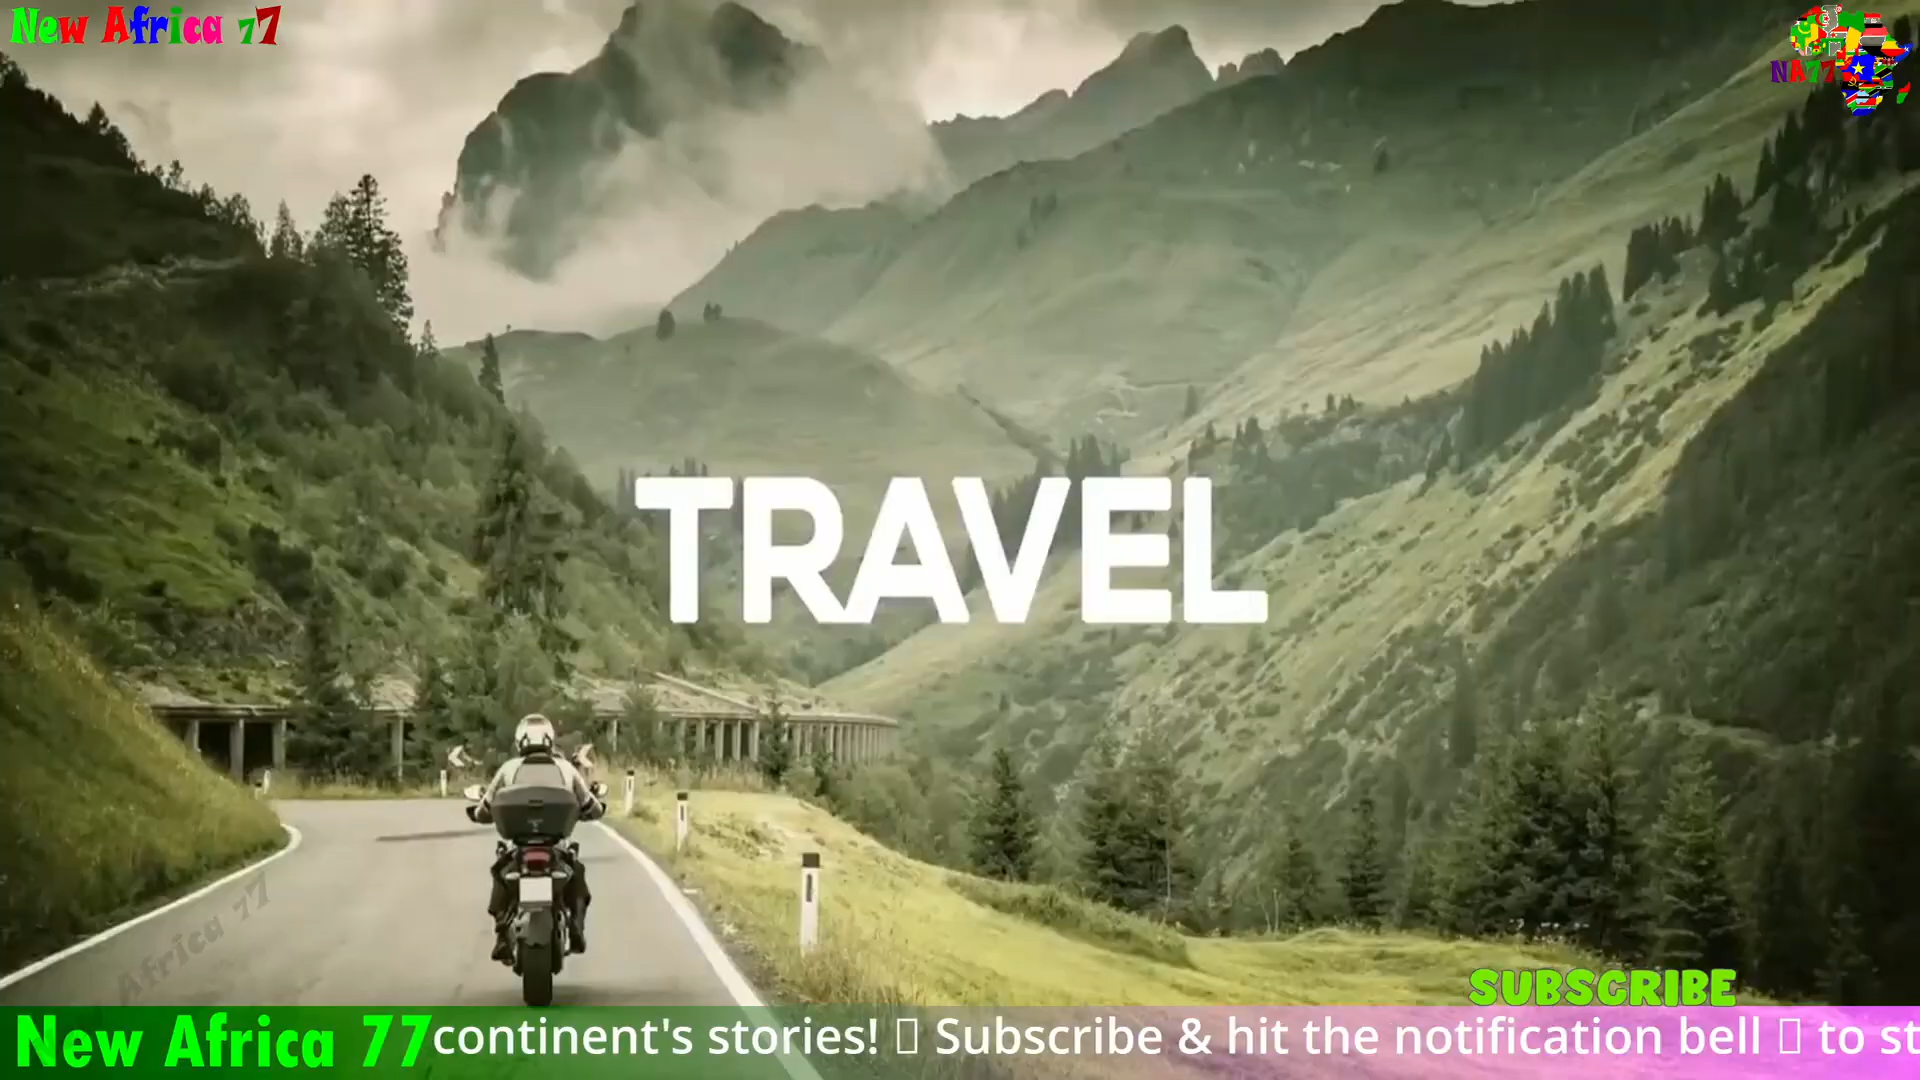 New Africa 77
NA77
TRAVEL
Africa 77
SUBSCRIBE
New Africa 77
continent's stories! Subscribe & hit the notification bell to st